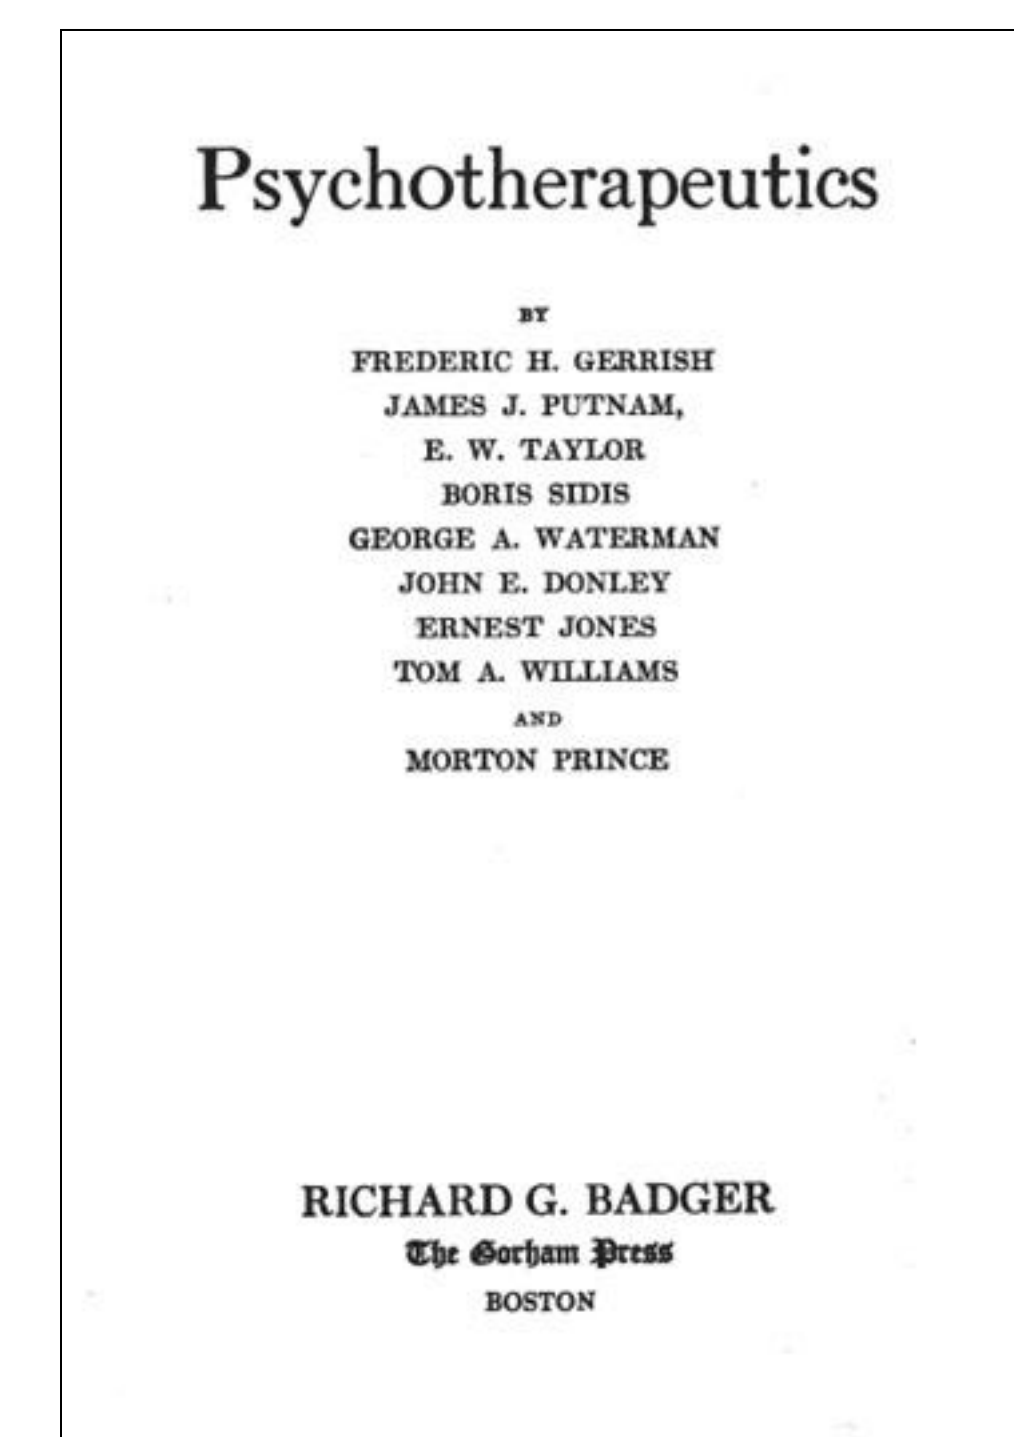 Psychotherapeutics
BY
FREDERIC H. GERRISH
JAMES J. PUTNAM,
E. W. TAYLOR
BORIS SIDIS
GEORGE A. WATERMAN
JOHN E. DONLEY
ERNEST JONES
TOM A. WILLIAMS
AND
MORTON PRINCE
RICHARD G. BADGER
The Gorham Press
BOSTON